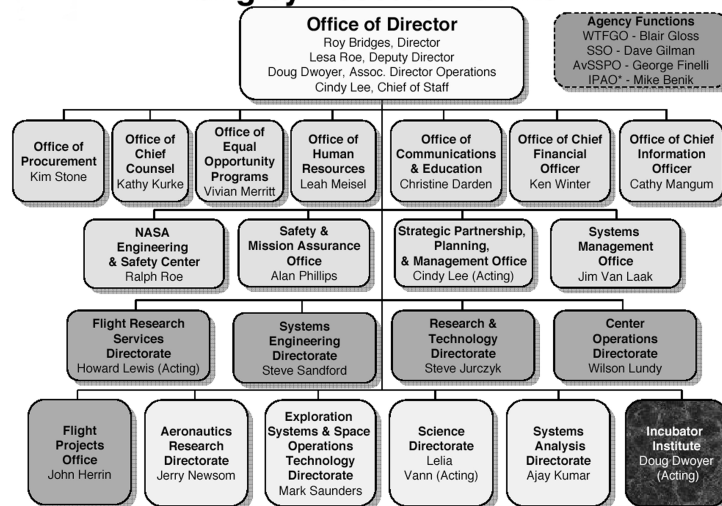 Office of Director
Roy Bridges, Director
Lesa Roe, Deputy Director
Doug Dwoyer, Assoc. Director Operations
Cindy Lee, Chief of Staff
Agency Functions
WTFGO - Blair Gloss
SSO - Dave Gilman
AvSSPO - George Finelli
IPAO* - Mike Benik
Office of
Procurement
Kim Stone
Office of
Chief
Counsel
Kathy Kurke
Office of
Equal
Opportunity
Programs
Vivian Merritt
Office of
Human
Resources
Leah Meisel
Office of
Communications
& Education
Christine Darden
Office of Chief
Financial
Officer
Ken Winter
Office of Chief
Information
Officer
Cathy Mangum
NASA
Engineering
& Safety Center
Ralph Roe
Safety &
Mission Assurance
Office
Alan Phillips
Strategic Partnership,
Planning,
& Management Office
Cindy Lee (Acting)
Systems
Management
Office
Jim Van Laak
Flight Research
Services
Directorate
Howard Lewis (Acting)
Systems
Engineering
Directorate
Steve Sandford
Research &
Technology
Directorate
Steve Jurczyk
Center
Operations
Directorate
Wilson Lundy
Flight
Projects
Office
John Herrin
Aeronautics
Research
Directorate
Jerry Newsom
Exploration
Systems & Space
Operations
Technology
Directorate
Mark Saunders
Science
Directorate
Lelia
Vann (Acting)
Systems
Analysis
Directorate
Ajay Kumar
Incubator
Institute
Doug Dwoyer
(Acting)